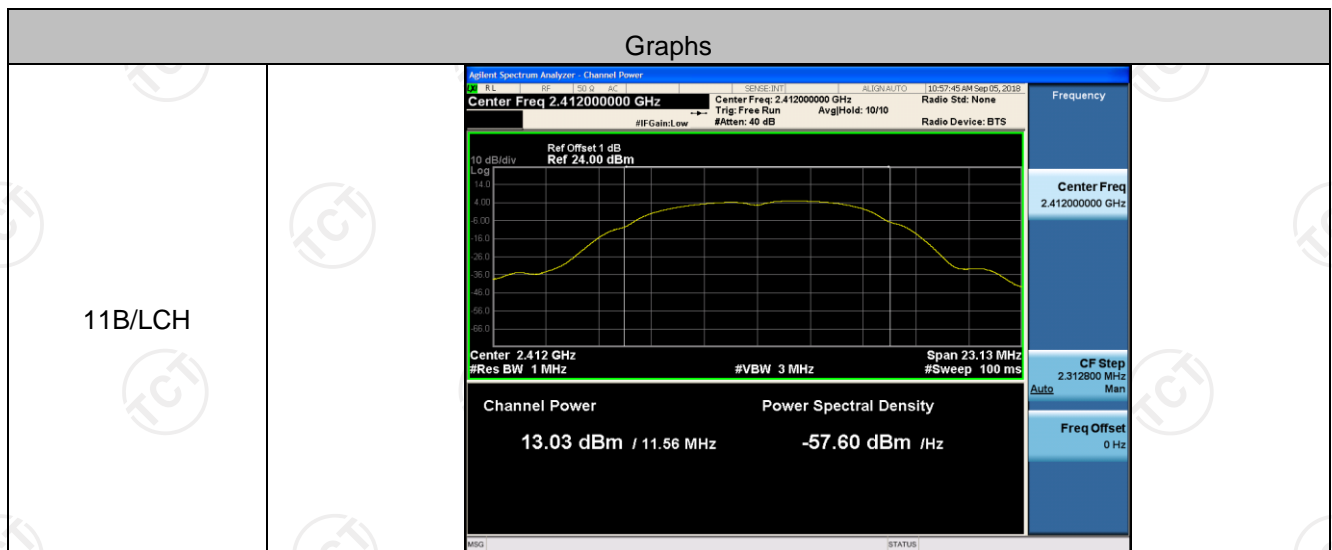 Graphs
11B/LCH
Agilent Spectrum Analyzer - Channel Power
RL RF 50 Ω AC SENSE:INT ALIGNAUTO 10:57:45 AM Sep 05, 2018
Center Freq 2.412000000 GHz
Center Freq: 2.412000000 GHz
Radio Std: None
Trig: Free Run Avg|Hold: 10/10
#IFGain:Low
#Atten: 40 dB
Radio Device: BTS
Ref Offset 1 dB
10 dB/div Ref 24.00 dBm
Log
14.0
4.00
-6.00
-16.0
-26.0
-36.0
-46.0
-56.0
-66.0
Center 2.412 GHz
Span 23.13 MHz
#Res BW 1 MHz
#VBW 3 MHz
#Sweep 100 ms
Channel Power
Power Spectral Density
13.03 dBm / 11.56 MHz
-57.60 dBm /Hz
MSG
STATUS
Frequency
Center Freq
2.412000000 GHz
CF Step
2.312800 MHz
Auto Man
Freq Offset
0 Hz
TCT
TCT
TCT
TCT